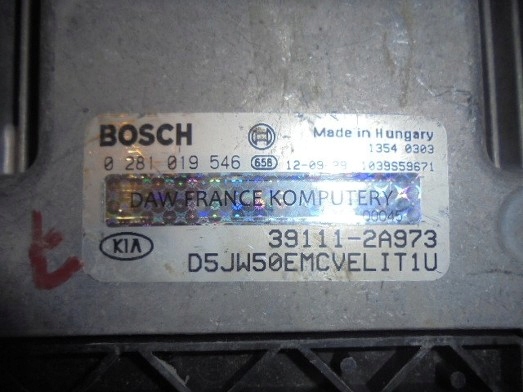 BOSCH
Made in Hungary
1354 0303
0 281 019 546 658 12-09 1039S59671
DAW FRANCE KOMPUTERY
KIA
39111-2A973
D5JW50EMCVELIT1U